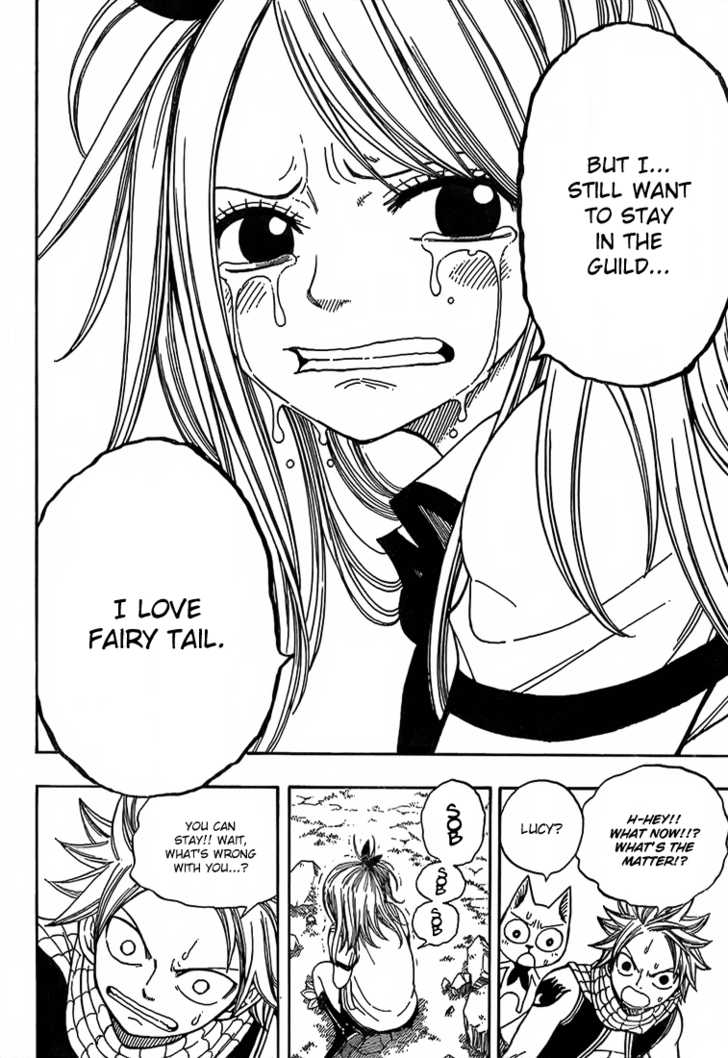 BUT I...
STILL WANT
TO STAY
IN THE
GUILD...
I LOVE
FAIRY TAIL.
H-HEY!!
WHAT NOW!!?
WHAT'S THE
MATTER!?
LUCY?
SOB
SOB
SOB
YOU CAN
STAY!! WAIT,
WHAT'S WRONG
WITH YOU...?